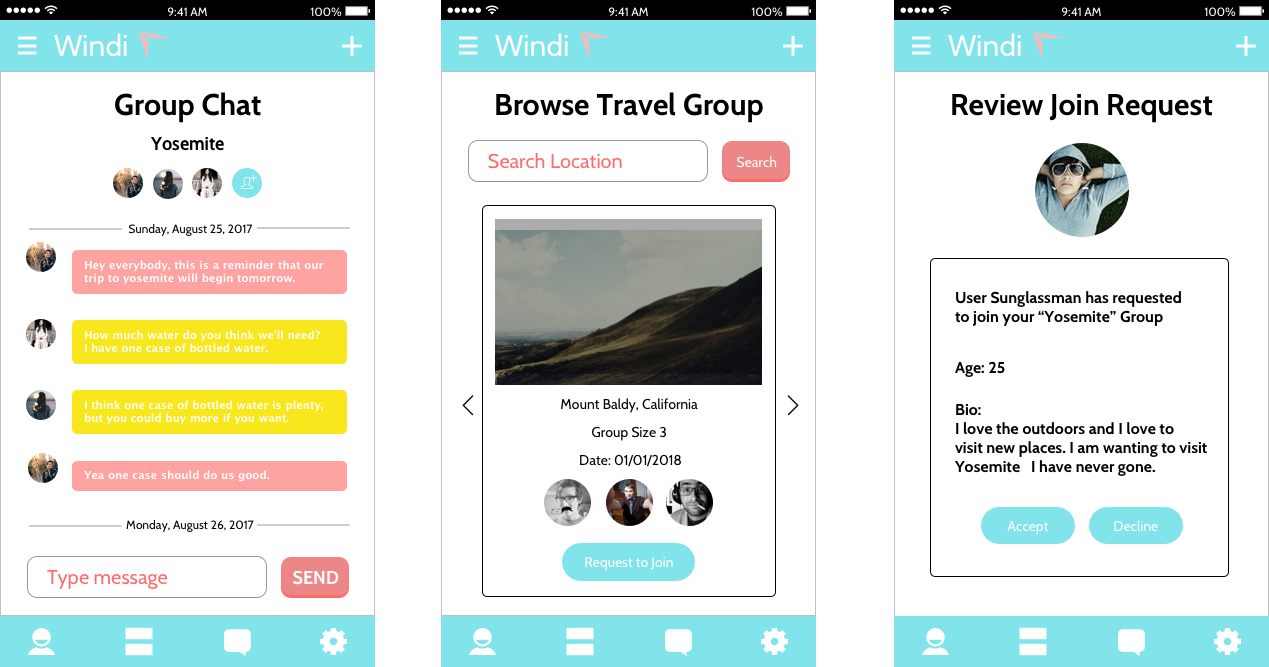 9:41 AM 100%
Windi
Group Chat
Yosemite
Sunday, August 25, 2017
Hey everybody, this is a reminder that our
trip to yosemite will begin tomorrow.
How much water do you think we'll need?
I have one case of bottled water.
I think one case of bottled water is plenty,
but you could buy more if you want.
Yea one case should do us good.
Monday, August 26, 2017
Type message SEND
9:41 AM 100%
Windi
Browse Travel Group
Search Location Search
Mount Baldy, California
Group Size 3
Date: 01/01/2018
Request to Join
9:41 AM 100%
Windi
Review Join Request
User Sunglassman has requested
to join your “Yosemite” Group
Age: 25
Bio:
I love the outdoors and I love to
visit new places. I am wanting to visit
Yosemite I have never gone.
Accept Decline